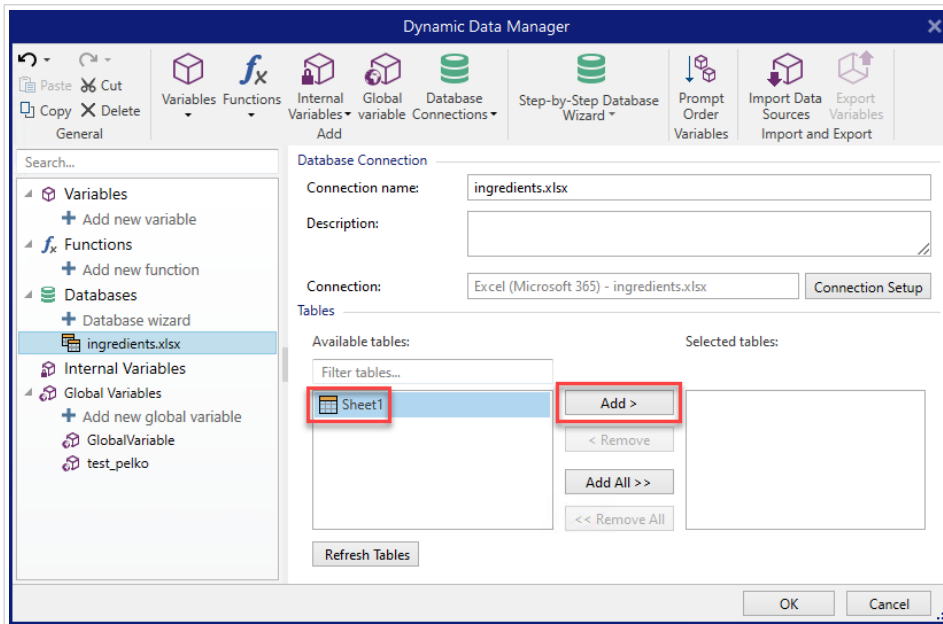 Dynamic Data Manager
Paste Cut
Copy Delete
General
Variables Functions
Internal Variables Global variable Database Connections
Add
Step-by-Step Database Wizard
Prompt Order
Variables
Import Data Sources Export Variables
Import and Export
Search...
Variables
Add new variable
Functions
Add new function
Databases
Database wizard
ingredients.xlsx
Internal Variables
Global Variables
Add new global variable
GlobalVariable
test_pelko
Database Connection
Connection name: ingredients.xlsx
Description:
Connection: Excel (Microsoft 365) - ingredients.xlsx Connection Setup
Tables
Available tables: Selected tables:
Filter tables...
Sheet1
Add >
< Remove
Add All >>
<< Remove All
Refresh Tables
OK Cancel